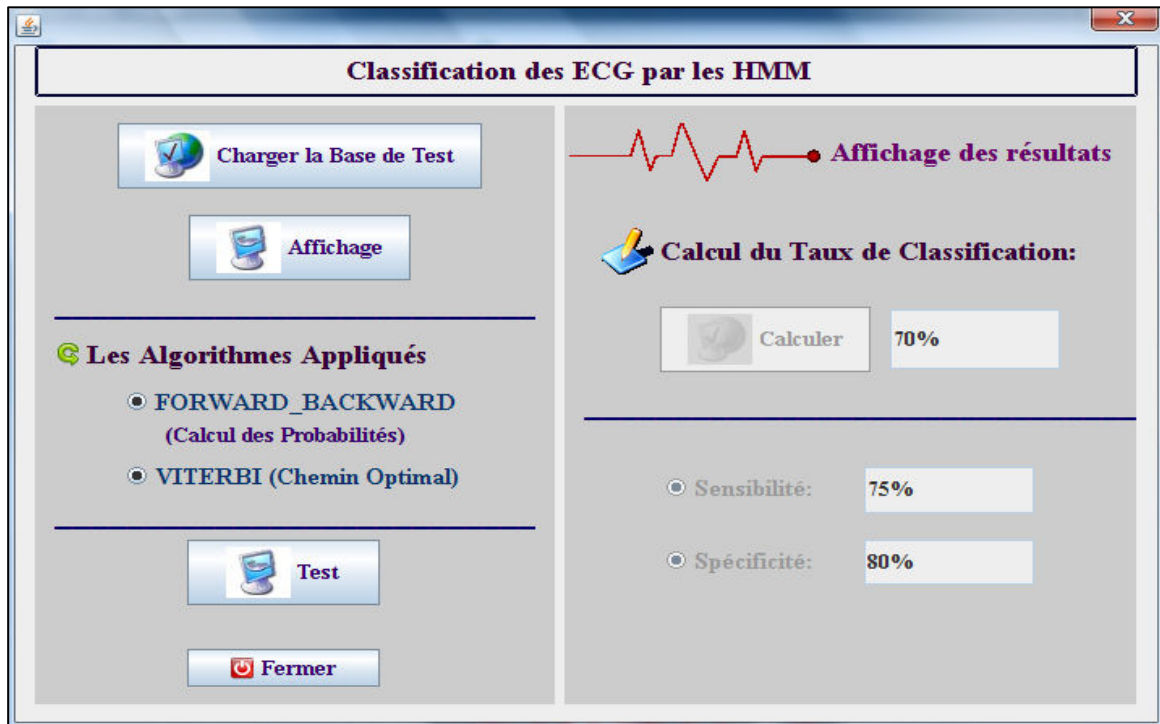 Classification des ECG par les HMM
Charger la Base de Test
Affichage
Les Algorithmes Appliqués
FORWARD_BACKWARD
(Calcul des Probabilités)
VITERBI (Chemin Optimal)
Test
Fermer
Affichage des résultats
Calcul du Taux de Classification:
Calculer
70%
Sensibilité:
75%
Spécificité:
80%